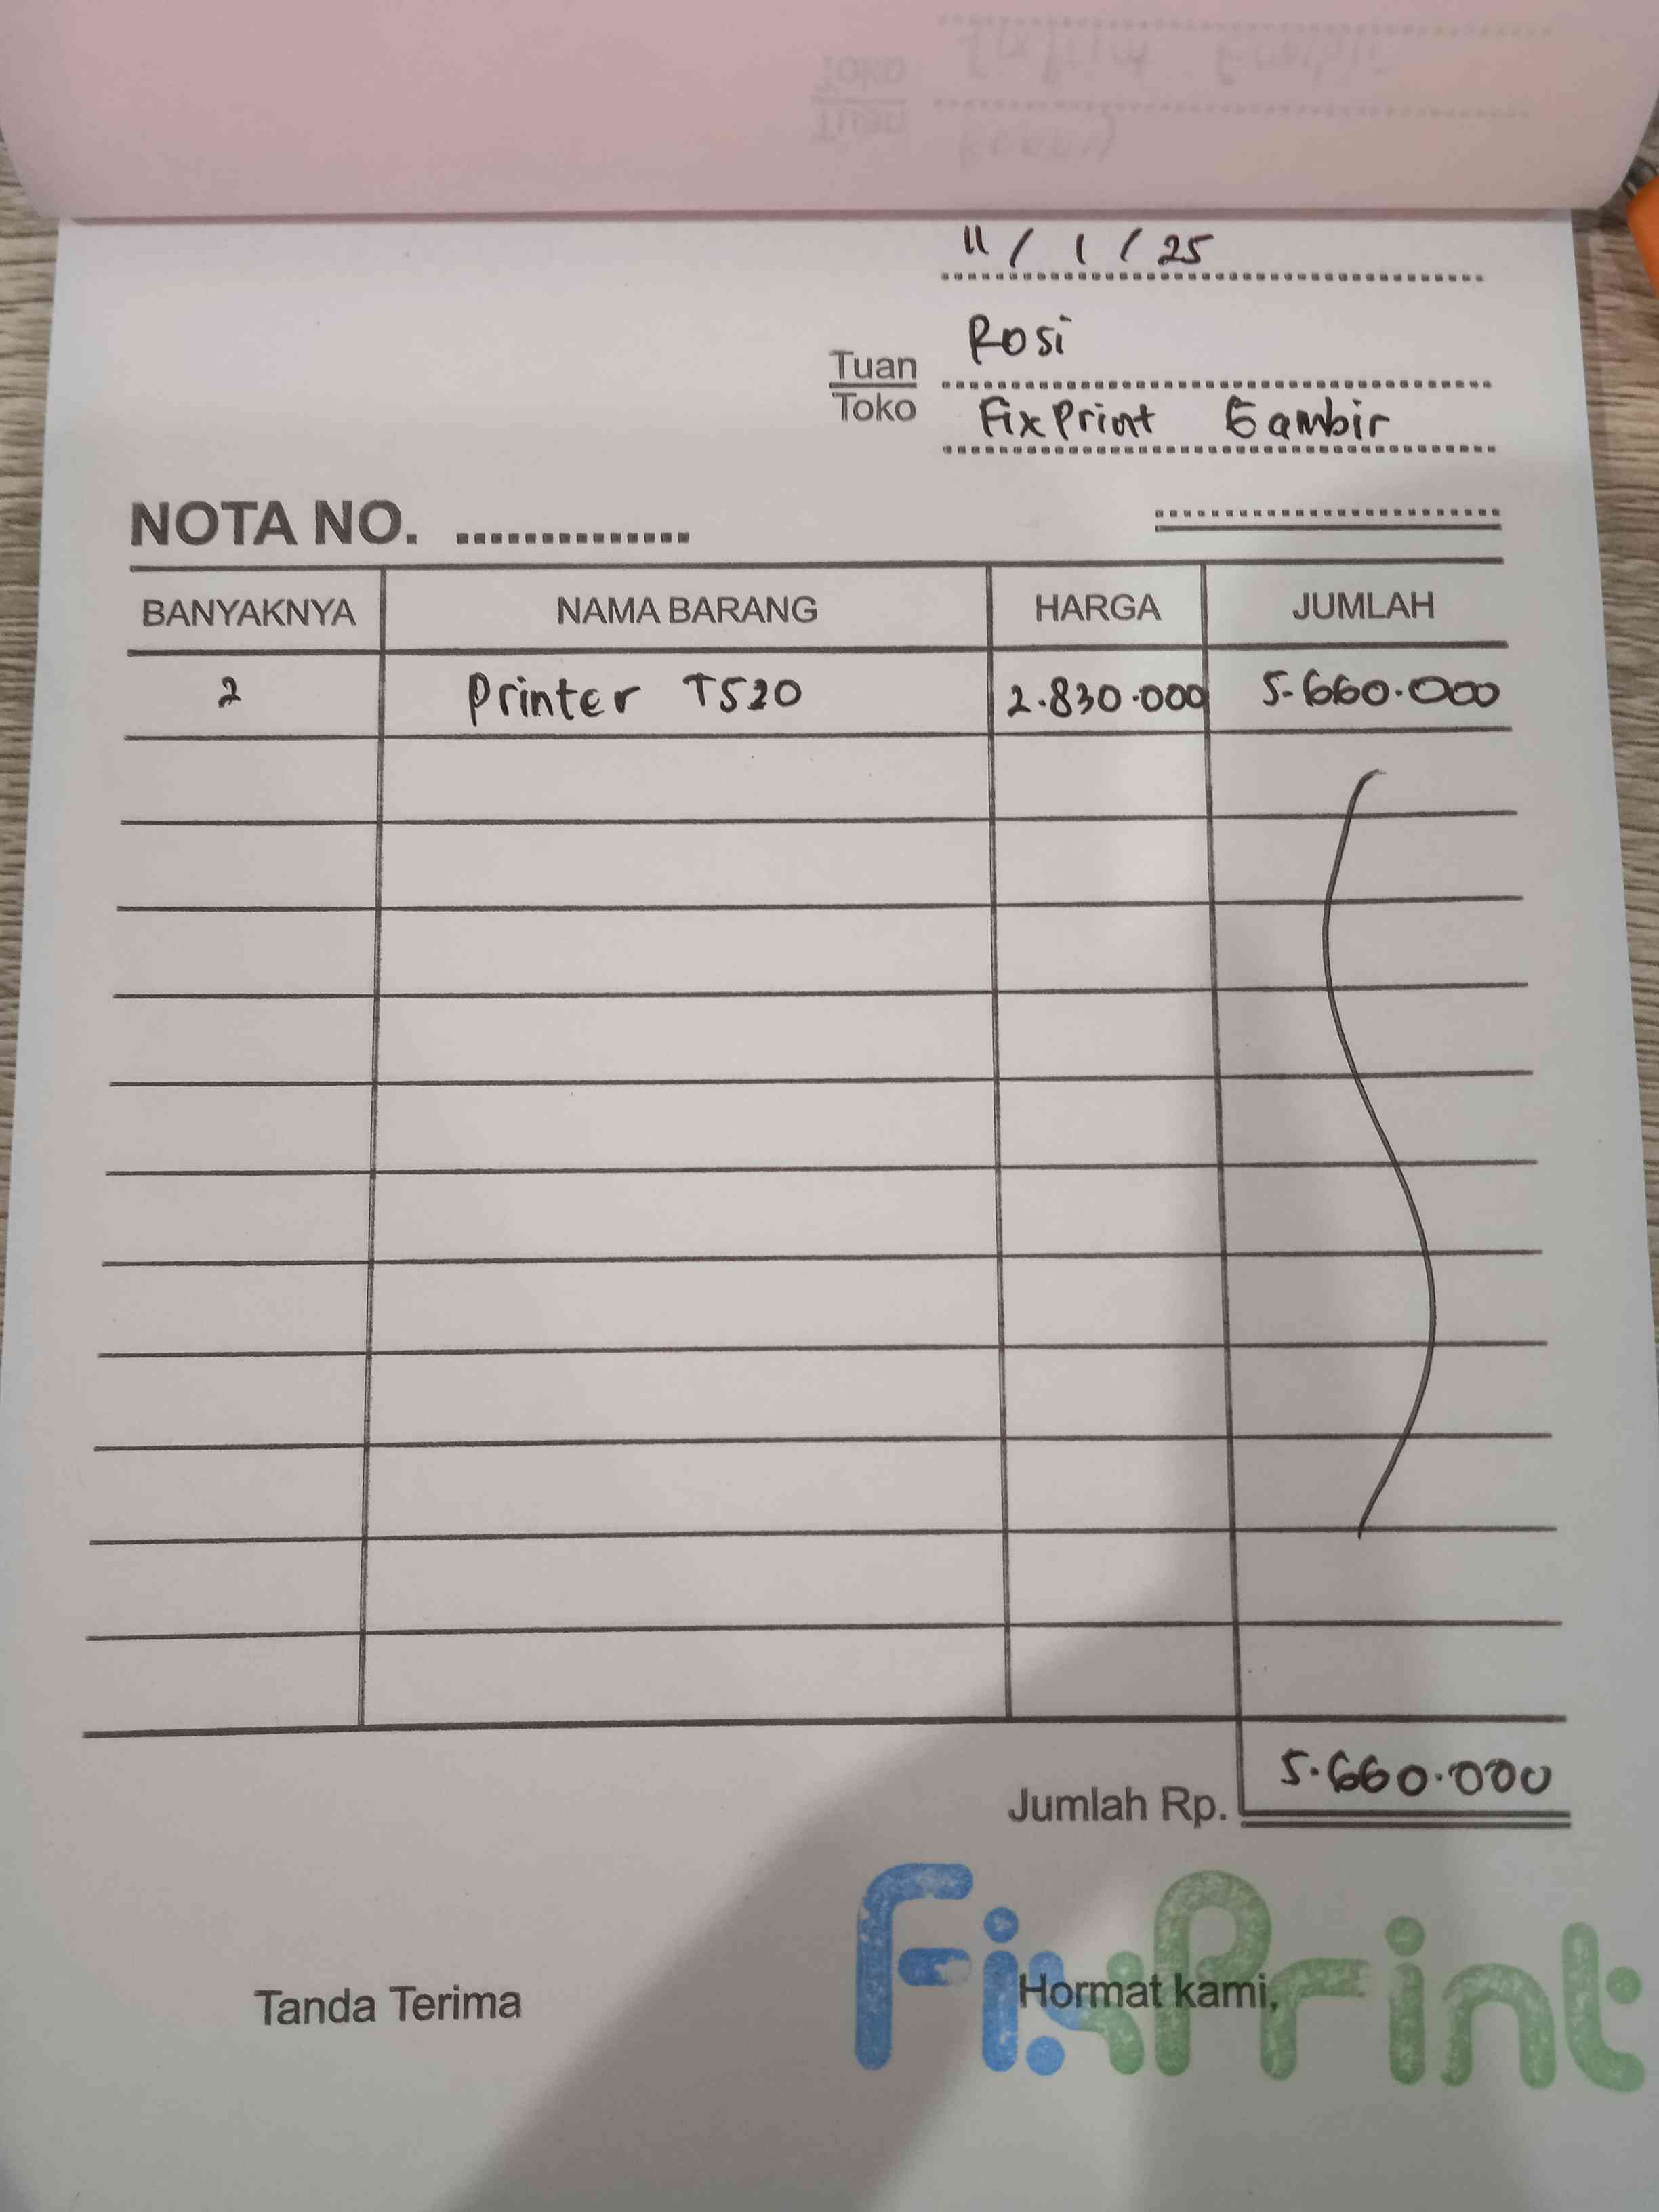 11 / 1 / 25
Tuan Rosi
Toko FixPrint Gambir
NOTA NO. ..............
BANYAKNYA NAMA BARANG HARGA JUMLAH
2 Printer T520 2.830.000 5.660.000
Jumlah Rp. 5.660.000
Tanda Terima Hormat kami,
FixPrint